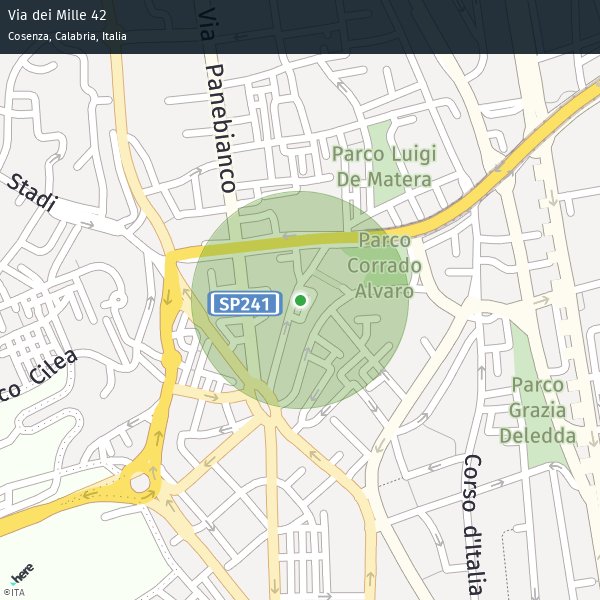 Via dei Mille 42
Cosenza, Calabria, Italia
Via Panebianco
Parco Luigi
De Matera
Stadi
Parco
Corrado
Alvaro
SP241
co Cilea
Parco
Grazia
Deledda
Corso d'Italia
here
©ITA